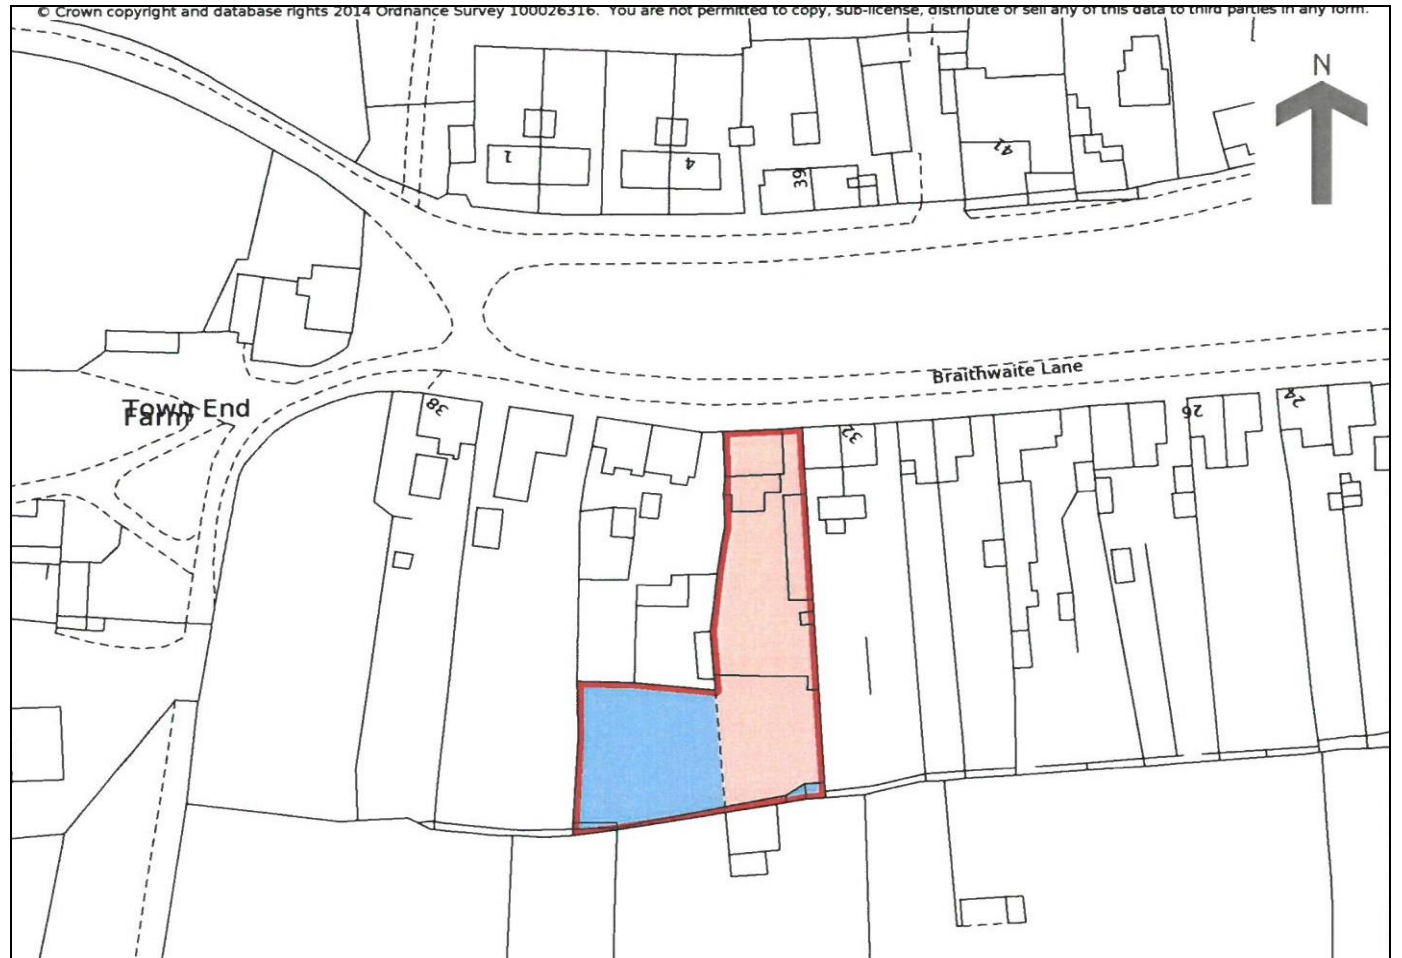 © Crown copyright and database rights 2014 Ordnance Survey 100026316. You are not permitted to copy, sub-license, distribute or sell any of this data to third parties in any form.
N
1
4
39
Braithwaite Lane
Town End
Farm
38
32
26
24